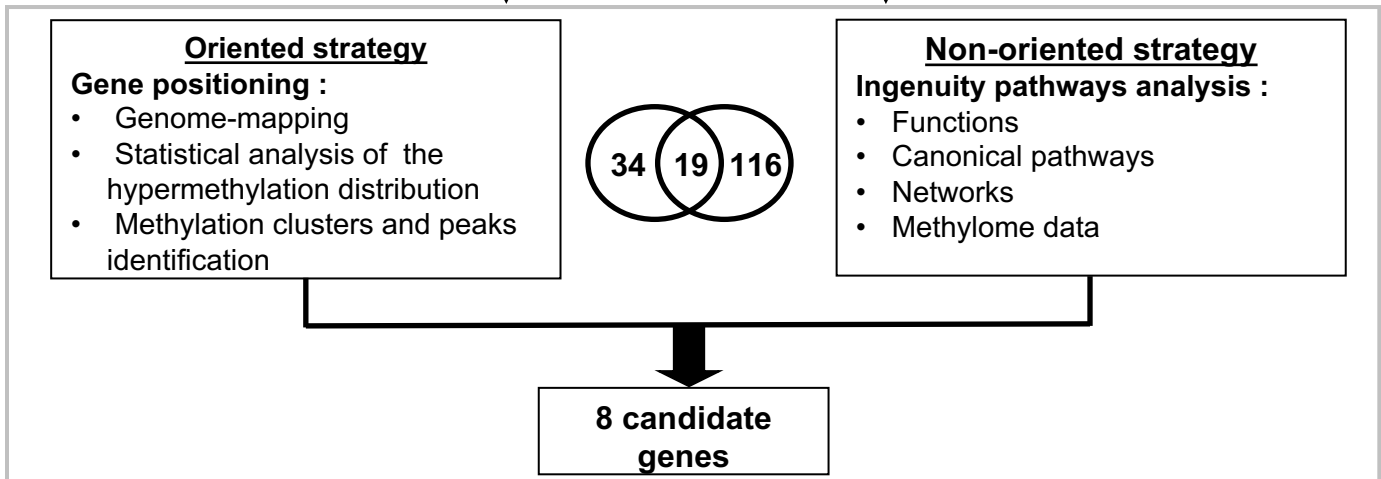 Oriented strategy
Gene positioning :
• Genome-mapping
• Statistical analysis of the
hypermethylation distribution
• Methylation clusters and peaks
identification
34 19 116
Non-oriented strategy
Ingenuity pathways analysis :
• Functions
• Canonical pathways
• Networks
• Methylome data
8 candidate
genes